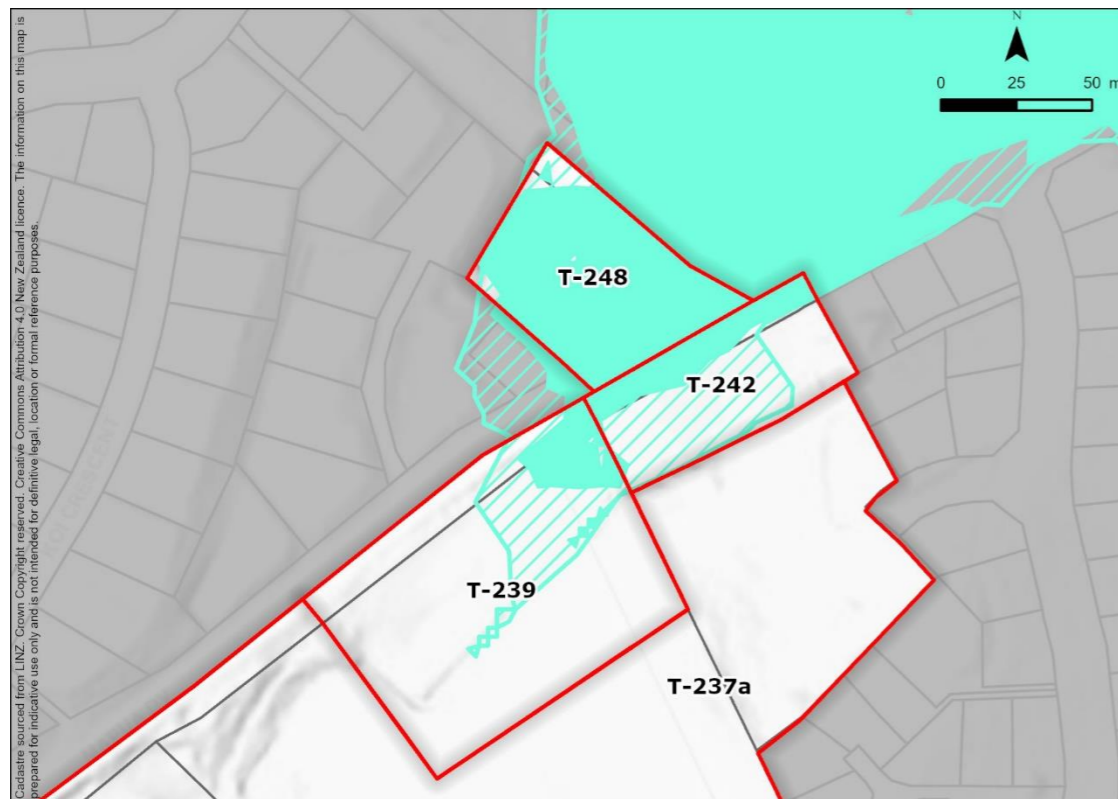 Cadastre sourced from LINZ. Crown Copyright reserved. Creative Commons Attribution 4.0 New Zealand licence. The information on this map is
prepared for indicative use only and is not intended for definitive legal, location or formal reference purposes.
N
0 25 50 m
T-248
T-242
T-239
T-237a
CRESCENT